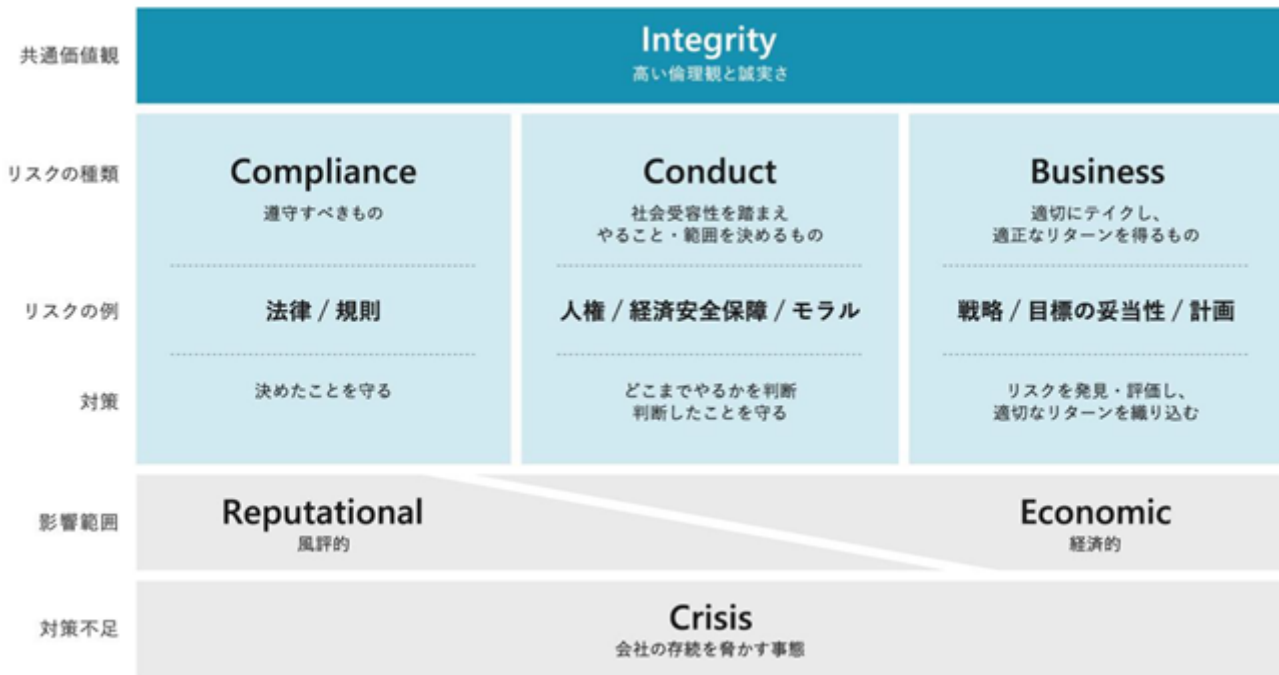 共通価値観
Integrity
高い倫理観と誠実さ
リスクの種類
Compliance
遵守すべきもの
Conduct
社会受容性を踏まえ
やること・範囲を決めるもの
Business
適切にテイクし、
適正なリターンを得るもの
リスクの例
法律 / 規則
人権 / 経済安全保障 / モラル
戦略 / 目標の妥当性 / 計画
対策
決めたことを守る
どこまでやるかを判断
判断したことを守る
リスクを発見・評価し、
適切なリターンを織り込む
影響範囲
Reputational
風評的
Economic
経済的
対策不足
Crisis
会社の存続を脅かす事態